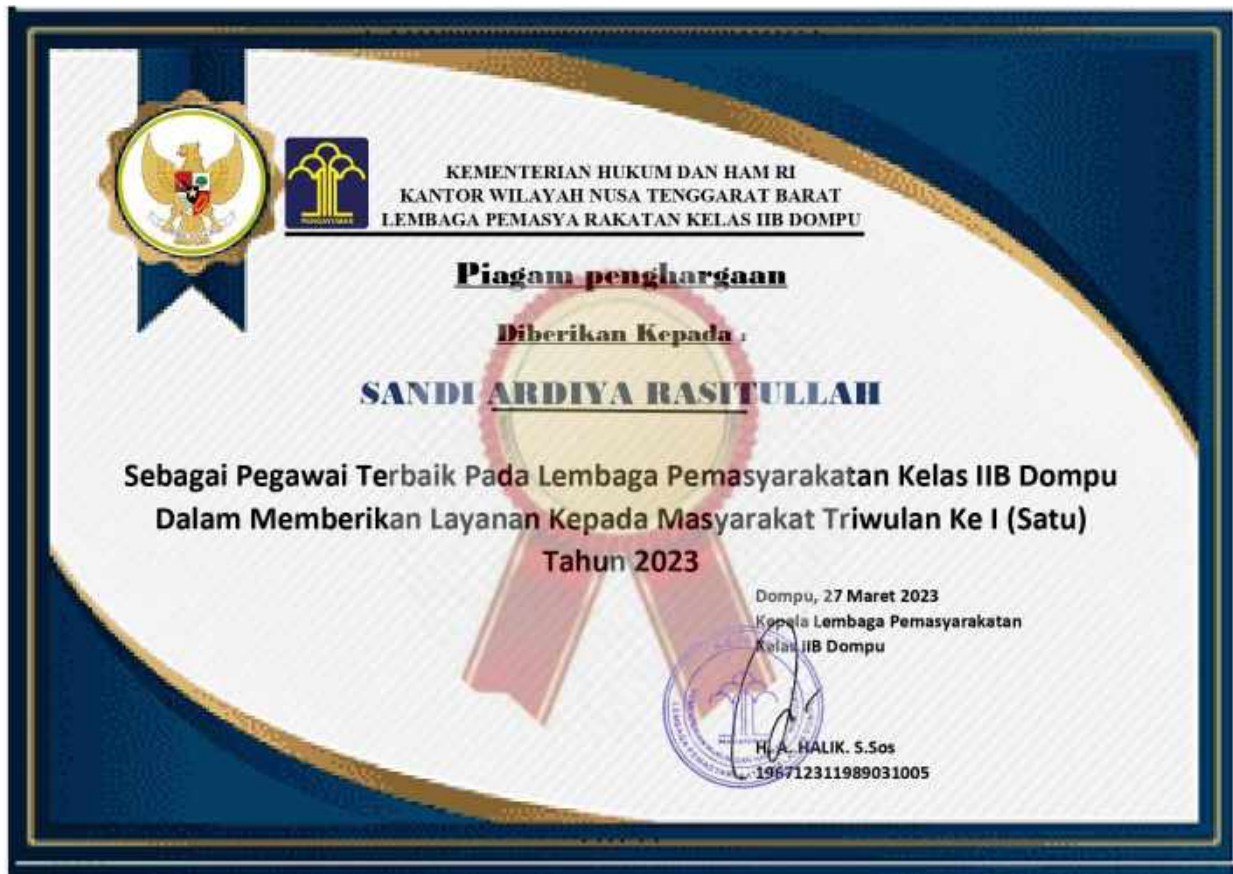 KEMENTERIAN HUKUM DAN HAM RI
KANTOR WILAYAH NUSA TENGGARAT BARAT
LEMBAGA PEMASYA RAKATAN KELAS IIB DOMPU
PENGAYOMAN
Piagam penghargaan
Diberikan Kepada :
SANDI ARDIYA RASITULLAH
Sebagai Pegawai Terbaik Pada Lembaga Pemasyarakatan Kelas IIB Dompu
Dalam Memberikan Layanan Kepada Masyarakat Triwulan Ke I (Satu)
Tahun 2023
Dompu, 27 Maret 2023
Kepala Lembaga Pemasyarakatan
Kelas IIB Dompu
H. A. HALIK. S.Sos
196712311989031005